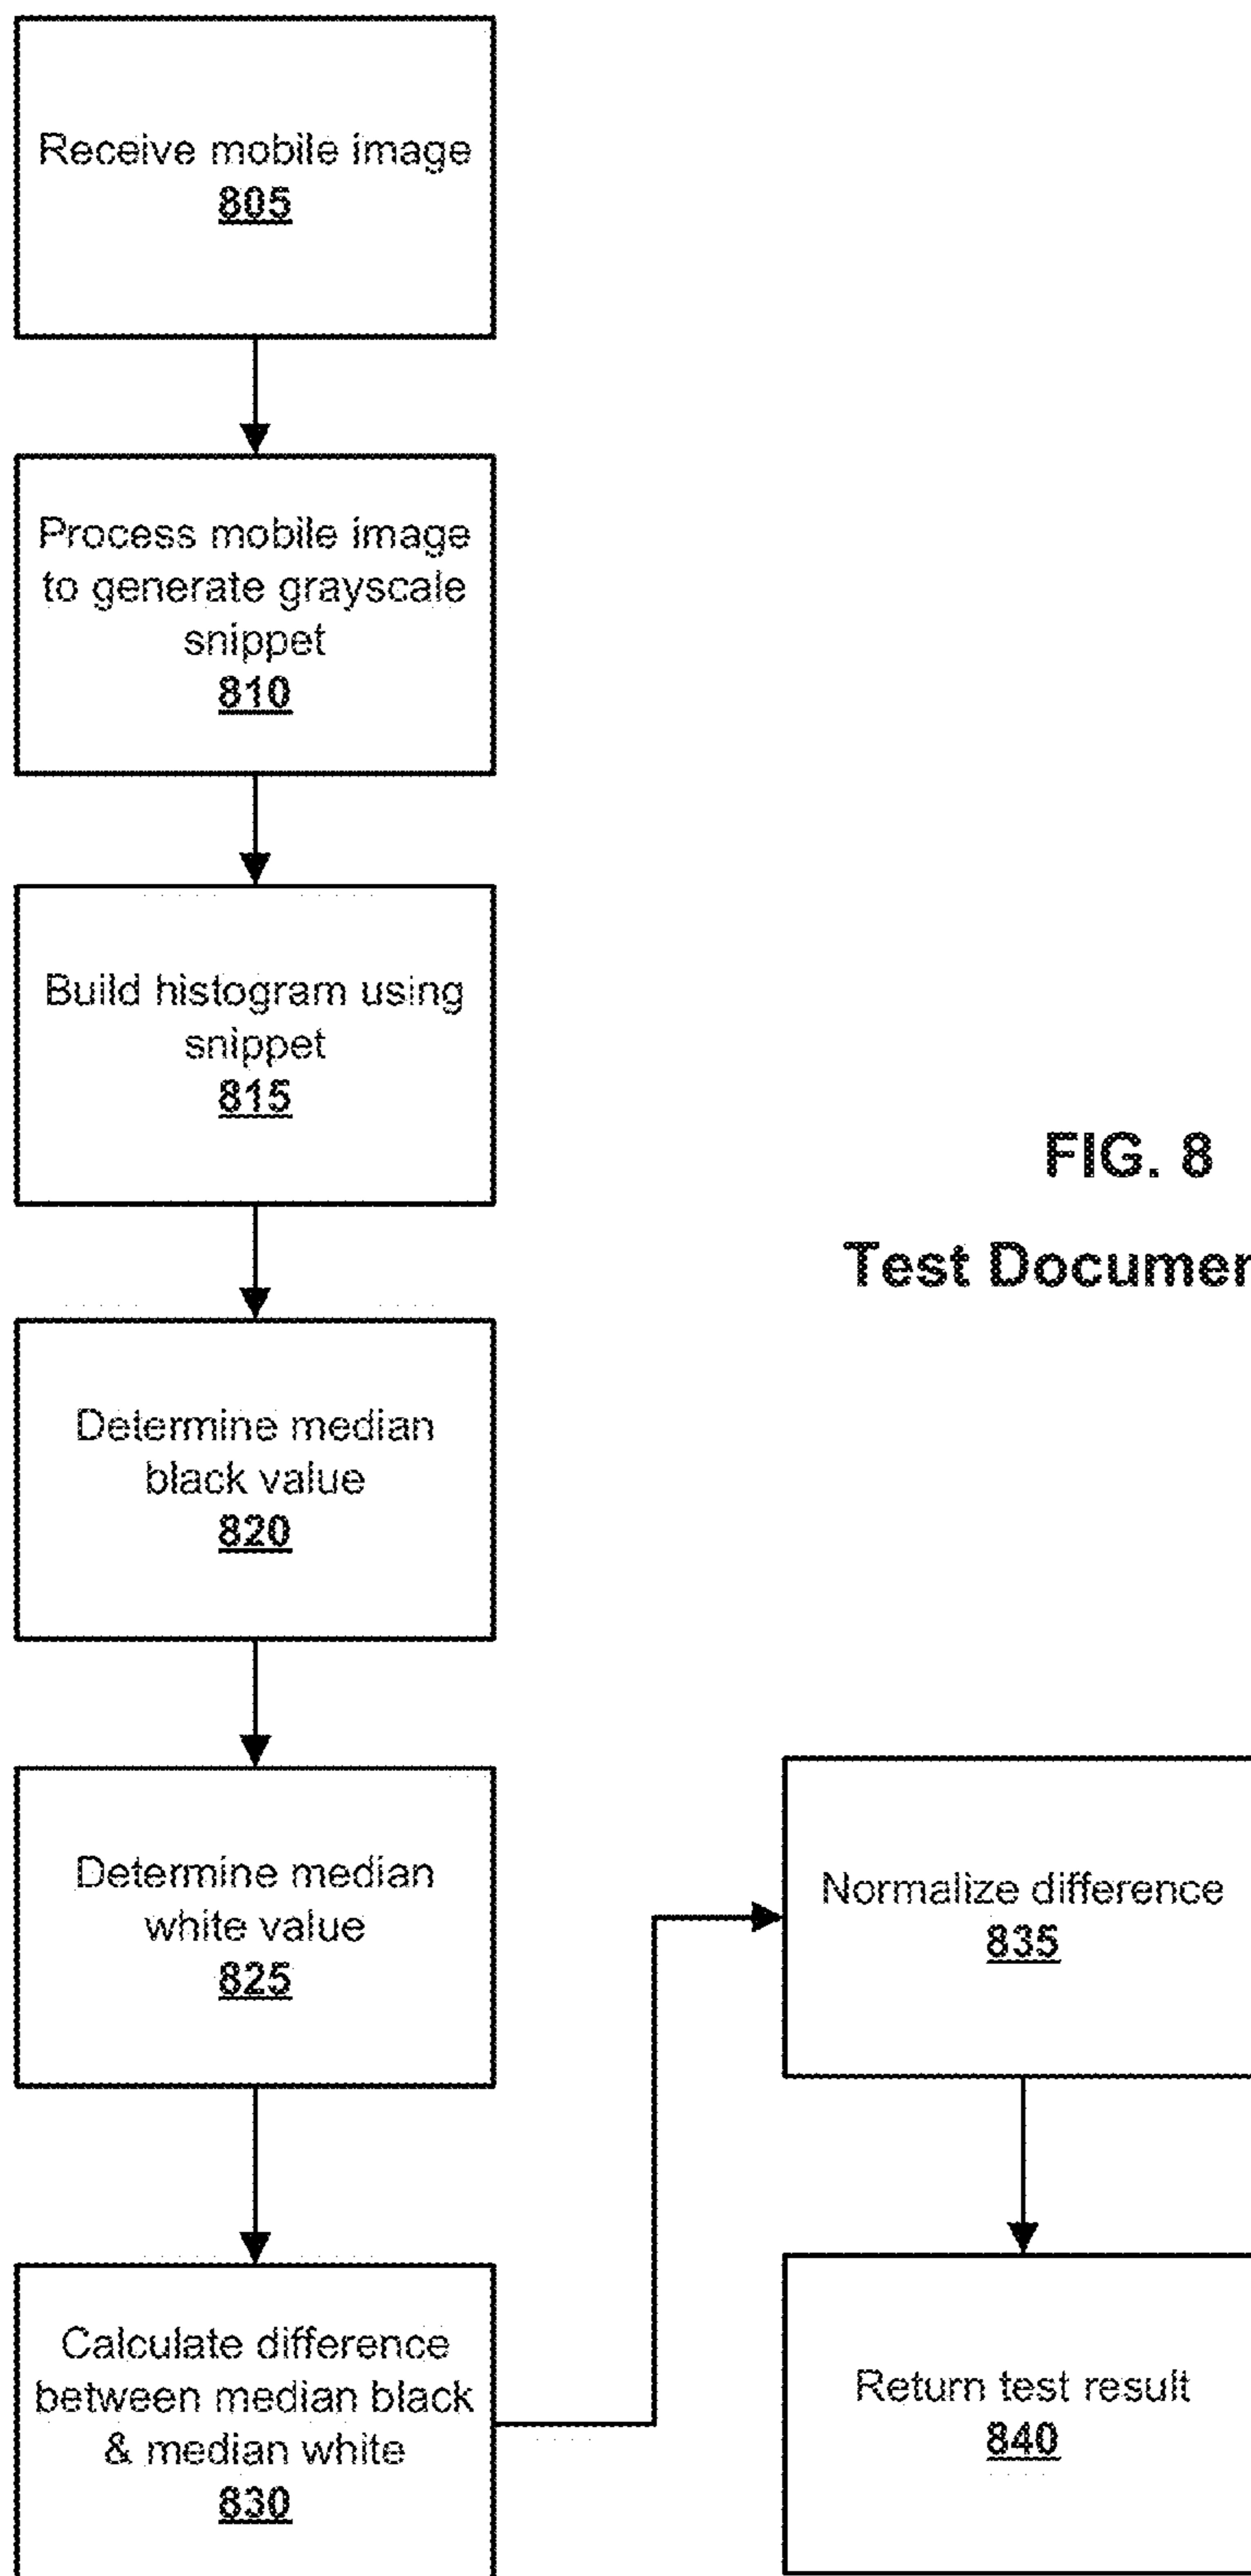 Receive mobile image
805
Process mobile image
to generate grayscale
snippet
810
Build histogram using
snippet
815
FIG. 8
Test
Determine median
black value
820
Determine median
white value
825
Calculate difference
between median black
& median white
830
Normalize difference
835
Return test result
840